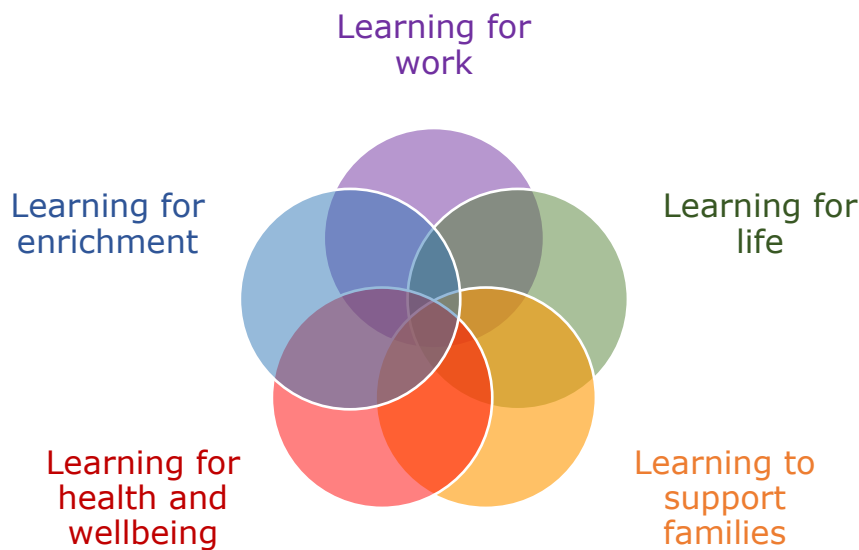 Learning for
work
Learning for
enrichment
Learning for
life
Learning for
health and
wellbeing
Learning to
support
families